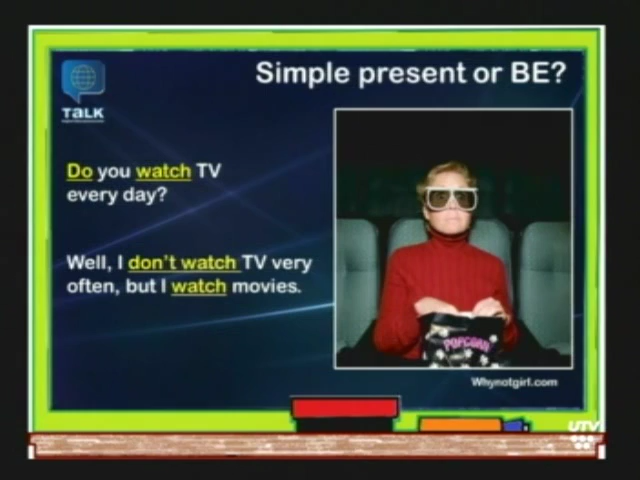 TaLK
Simple present or BE?
Do you watch TV
every day?
Well, I don't watch TV very
often, but I watch movies.
POPCORN
Whynotgirl.com
UTV